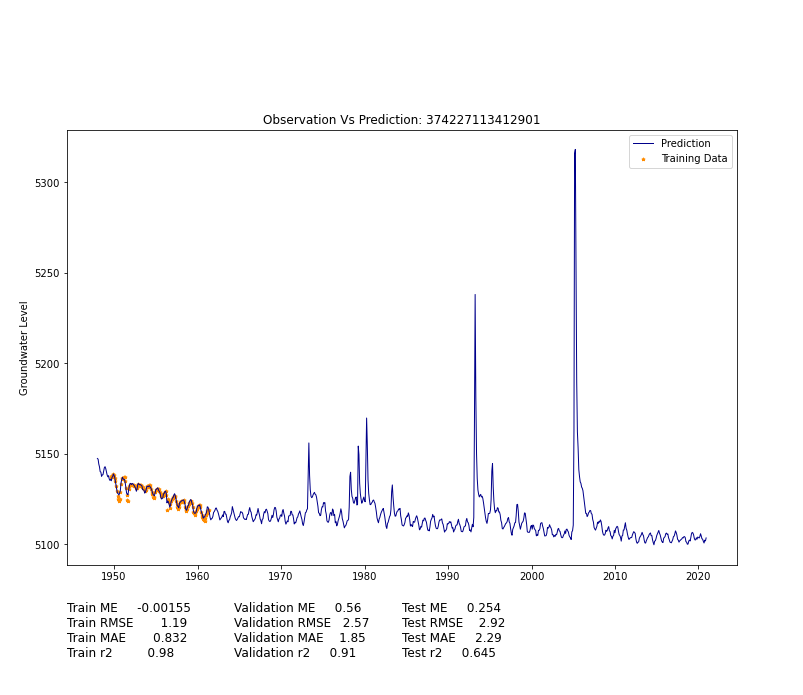 Observation Vs Prediction: 374227113412901
Prediction
Training Data
Groundwater Level
5300
5250
5200
5150
5100
1950 1960 1970 1980 1990 2000 2010 2020
Train ME -0.00155 Validation ME 0.56 Test ME 0.254
Train RMSE 1.19 Validation RMSE 2.57 Test RMSE 2.92
Train MAE 0.832 Validation MAE 1.85 Test MAE 2.29
Train r2 0.98 Validation r2 0.91 Test r2 0.645